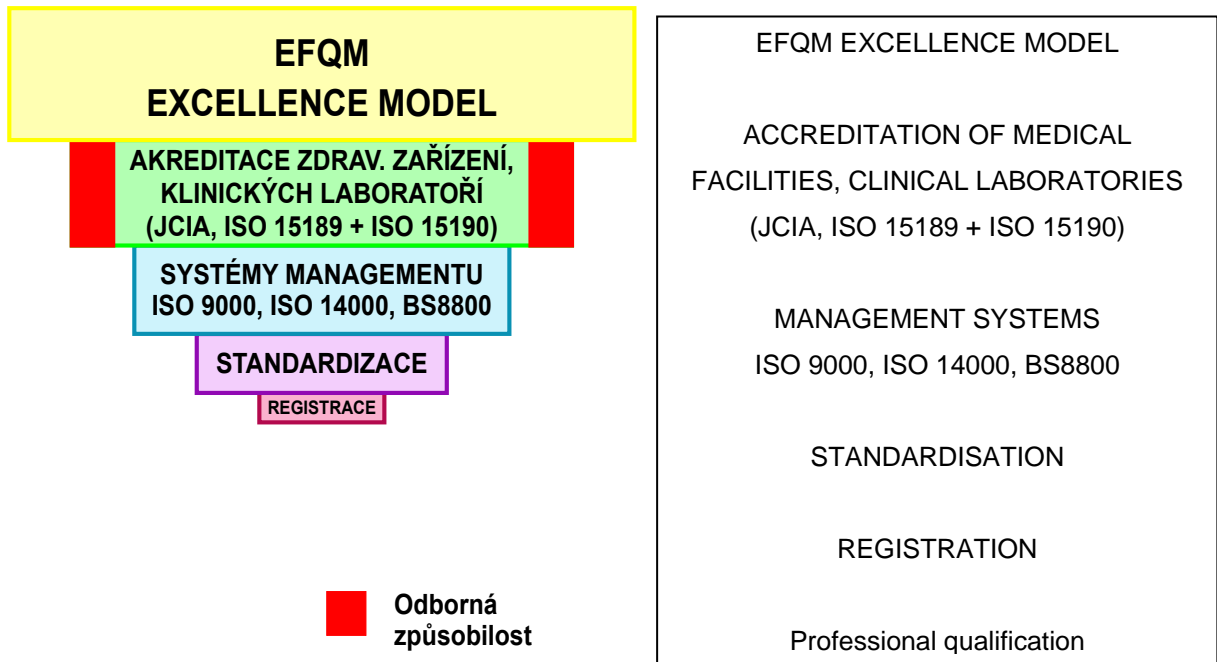 EFQM
EXCELLENCE MODEL
AKREDITACE ZDRAV. ZAŘÍZENÍ,
KLINICKÝCH LABORATOŘÍ
(JCIA, ISO 15189 + ISO 15190)
SYSTÉMY MANAGEMENTU
ISO 9000, ISO 14000, BS8800
STANDARDIZACE
REGISTRACE
Odborná
způsobilost
EFQM EXCELLENCE MODEL
ACCREDITATION OF MEDICAL
FACILITIES, CLINICAL LABORATORIES
(JCIA, ISO 15189 + ISO 15190)
MANAGEMENT SYSTEMS
ISO 9000, ISO 14000, BS8800
STANDARDISATION
REGISTRATION
Professional qualification